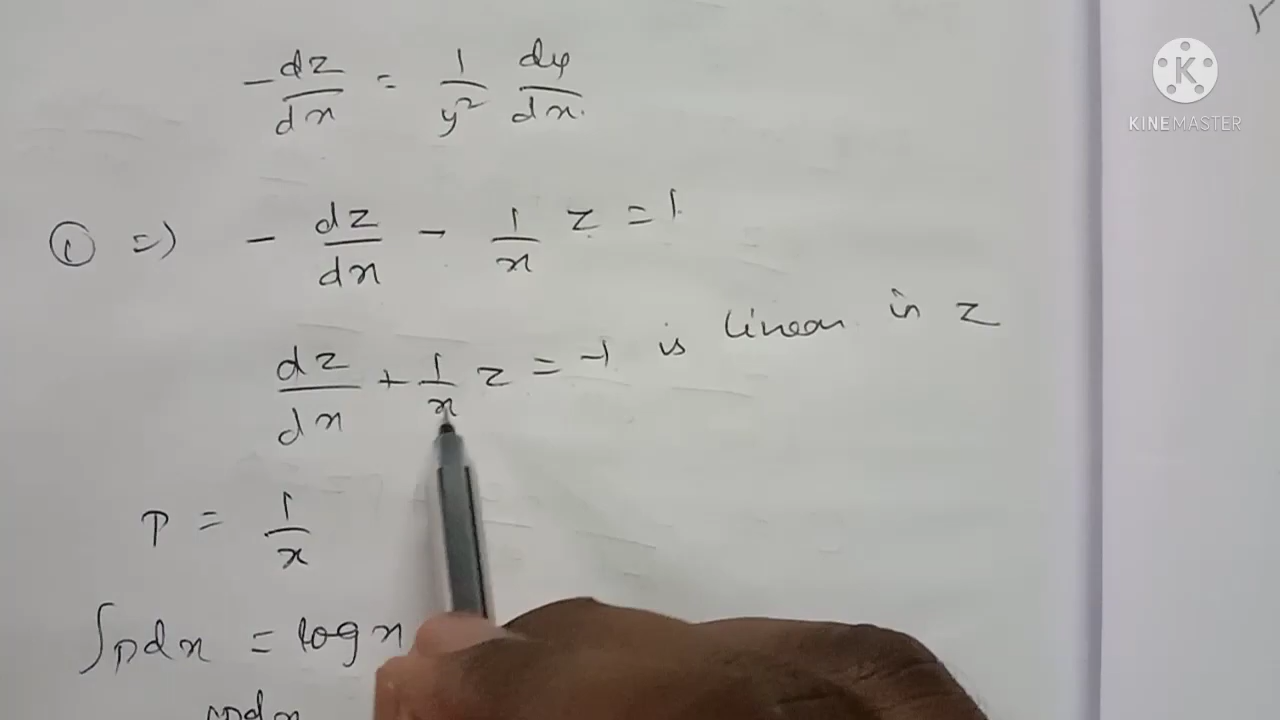 -dz/dx = 1/y² dy/dx.
① => - dz/dx - 1/x z = 1
dz/dx + 1/x z = -1 is linear in z
P = 1/x
∫pdx = log x
K
KINEMASTER